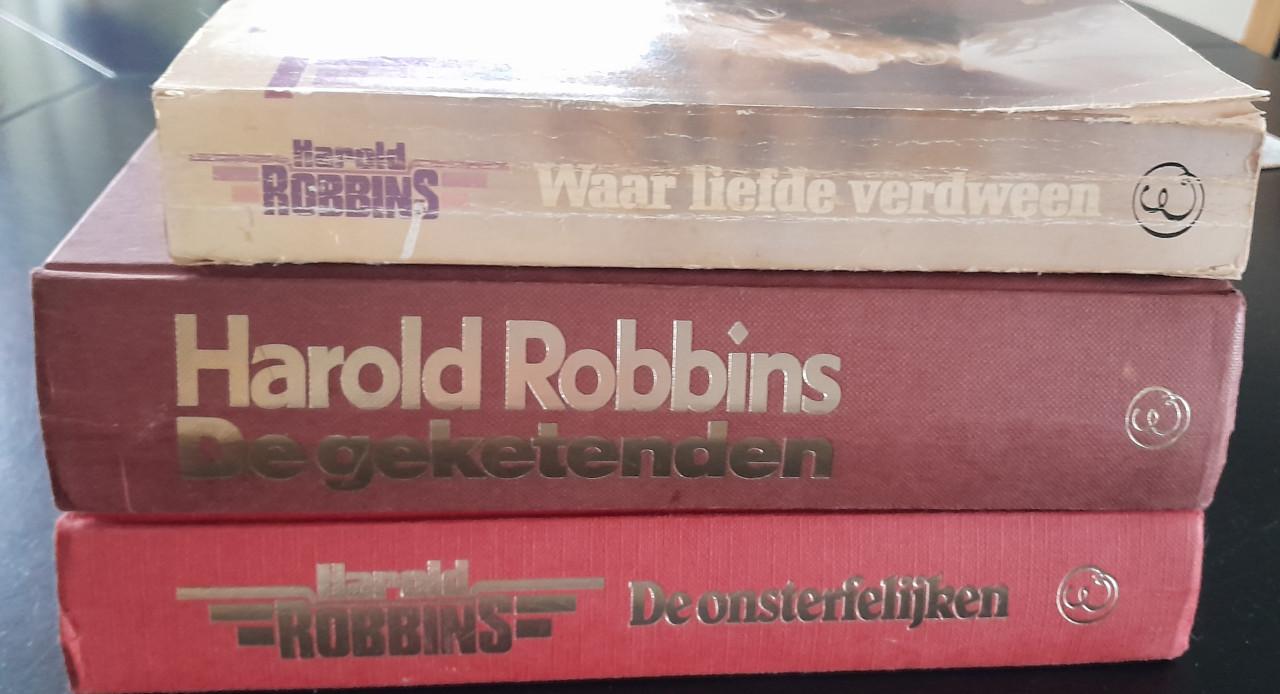 Harold
ROBBINS
Waar liefde verdween
Harold Robbins
De geketenden
Harold
ROBBINS
De onsterfelijken